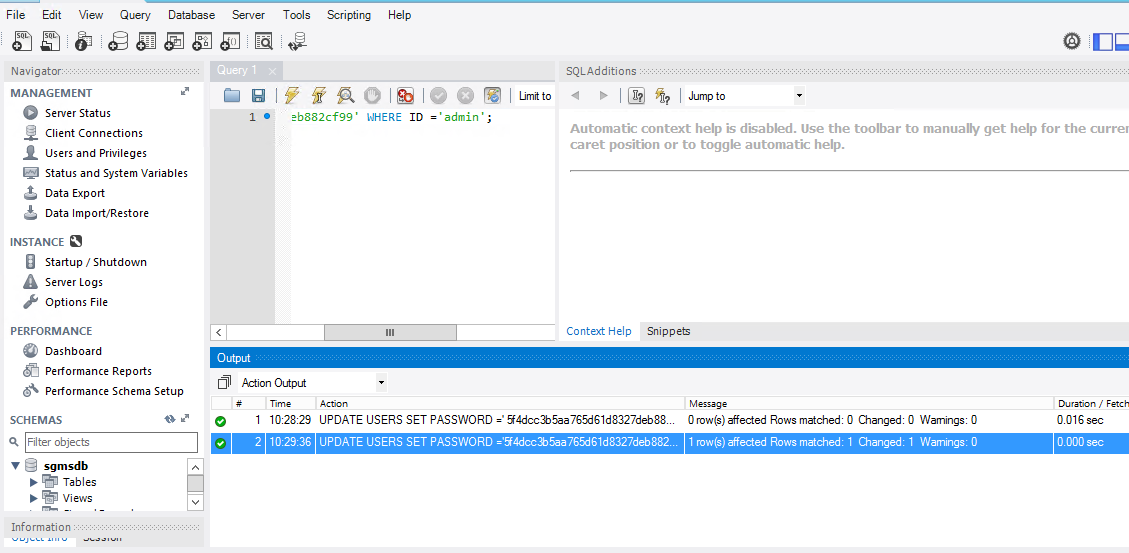 File Edit View Query Database Server Tools Scripting Help
Navigator
Query 1
SQLAdditions
MANAGEMENT
Server Status
Client Connections
Users and Privileges
Status and System Variables
Data Export
Data Import/Restore
INSTANCE
Startup / Shutdown
Server Logs
Options File
PERFORMANCE
Dashboard
Performance Reports
Performance Schema Setup
SCHEMAS
Filter objects
sgmsdb
Tables
Views
Information
Object Info Session
Limit to
1 eb882cf99' WHERE ID ='admin';
Jump to
Automatic context help is disabled. Use the toolbar to manually get help for the curren
caret position or to toggle automatic help.
Context Help Snippets
Output
Action Output
# Time Action Message Duration / Fetch
1 10:28:29 UPDATE USERS SET PASSWORD =' 5f4dcc3b5aa765d61d8327deb88... 0 row(s) affected Rows matched: 0 Changed: 0 Warnings: 0 0.016 sec
2 10:29:36 UPDATE USERS SET PASSWORD ='5f4dcc3b5aa765d61d8327deb882... 1 row(s) affected Rows matched: 1 Changed: 1 Warnings: 0 0.000 sec